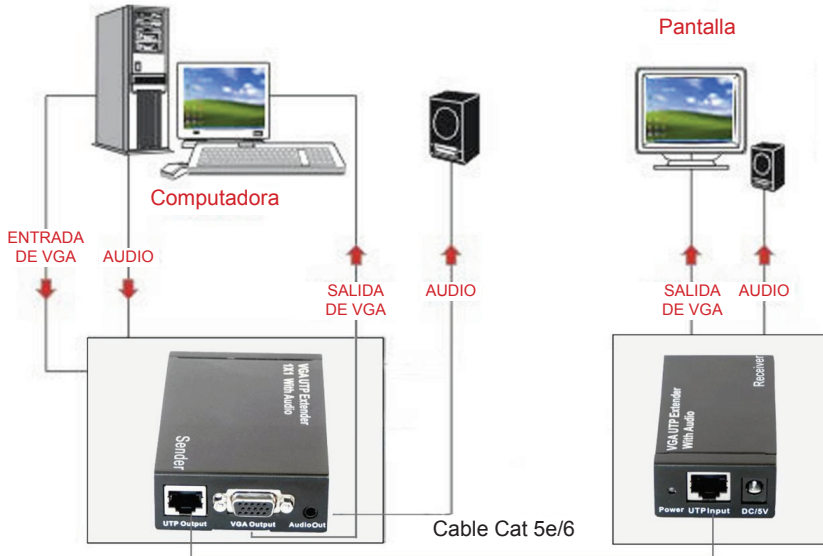 Pantalla
Computadora
ENTRADA
DE VGA
AUDIO
SALIDA
DE VGA
AUDIO
SALIDA
DE VGA
AUDIO
VGA UTP Extender
1X1 With Audio
Sender
UTP Output
VGA Output
AudioOut
Cable Cat 5e/6
VGA UTP Extender
With Audio
Receiver
Power
UTP Input
DC/5V